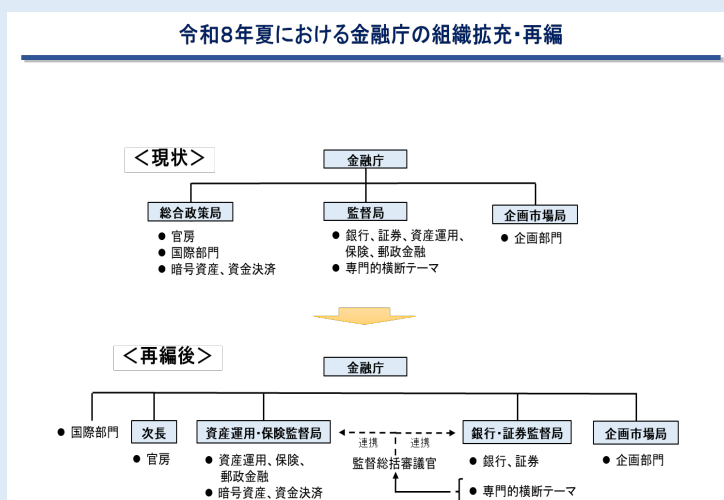 令和8年夏における金融庁の組織拡充・再編
＜現状＞
金融庁
総合政策局
● 官房
● 国際部門
● 暗号資産、資金決済
監督局
● 銀行、証券、資産運用、
保険、郵政金融
● 専門的横断テーマ
企画市場局
● 企画部門
＜再編後＞
金融庁
● 国際部門
次長
● 官房
資産運用・保険監督局
● 資産運用、保険、
郵政金融
● 暗号資産、資金決済
連携
連携
監督総括審議官
銀行・証券監督局
● 銀行、証券
● 専門的横断テーマ
企画市場局
● 企画部門